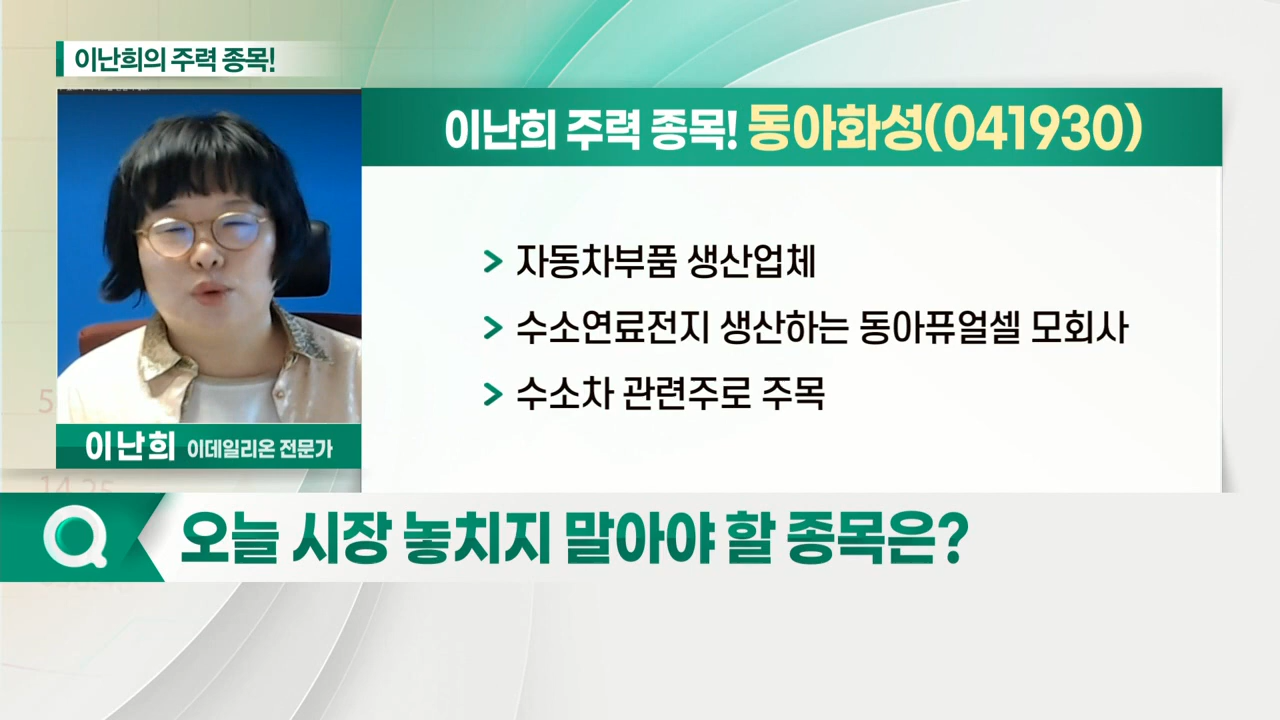 이난희의 주력 종목!
이난희 주력 종목! 동아화성(041930)
> 자동차부품 생산업체
> 수소연료전지 생산하는 동아퓨얼셀 모회사
> 수소차 관련주로 주목
이난희 이데일리온 전문가
오늘 시장 놓치지 말아야 할 종목은?